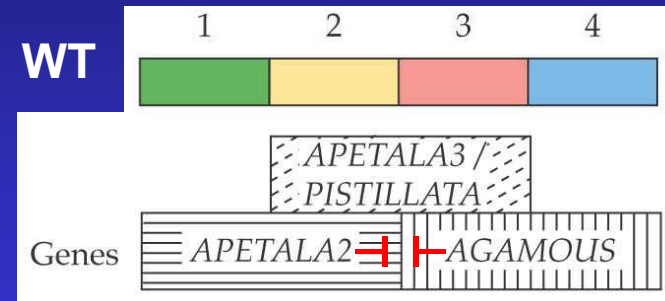 1 2 3 4
WT
APETALA3 /
PISTILLATA
Genes APETALA2 AGAMOUS